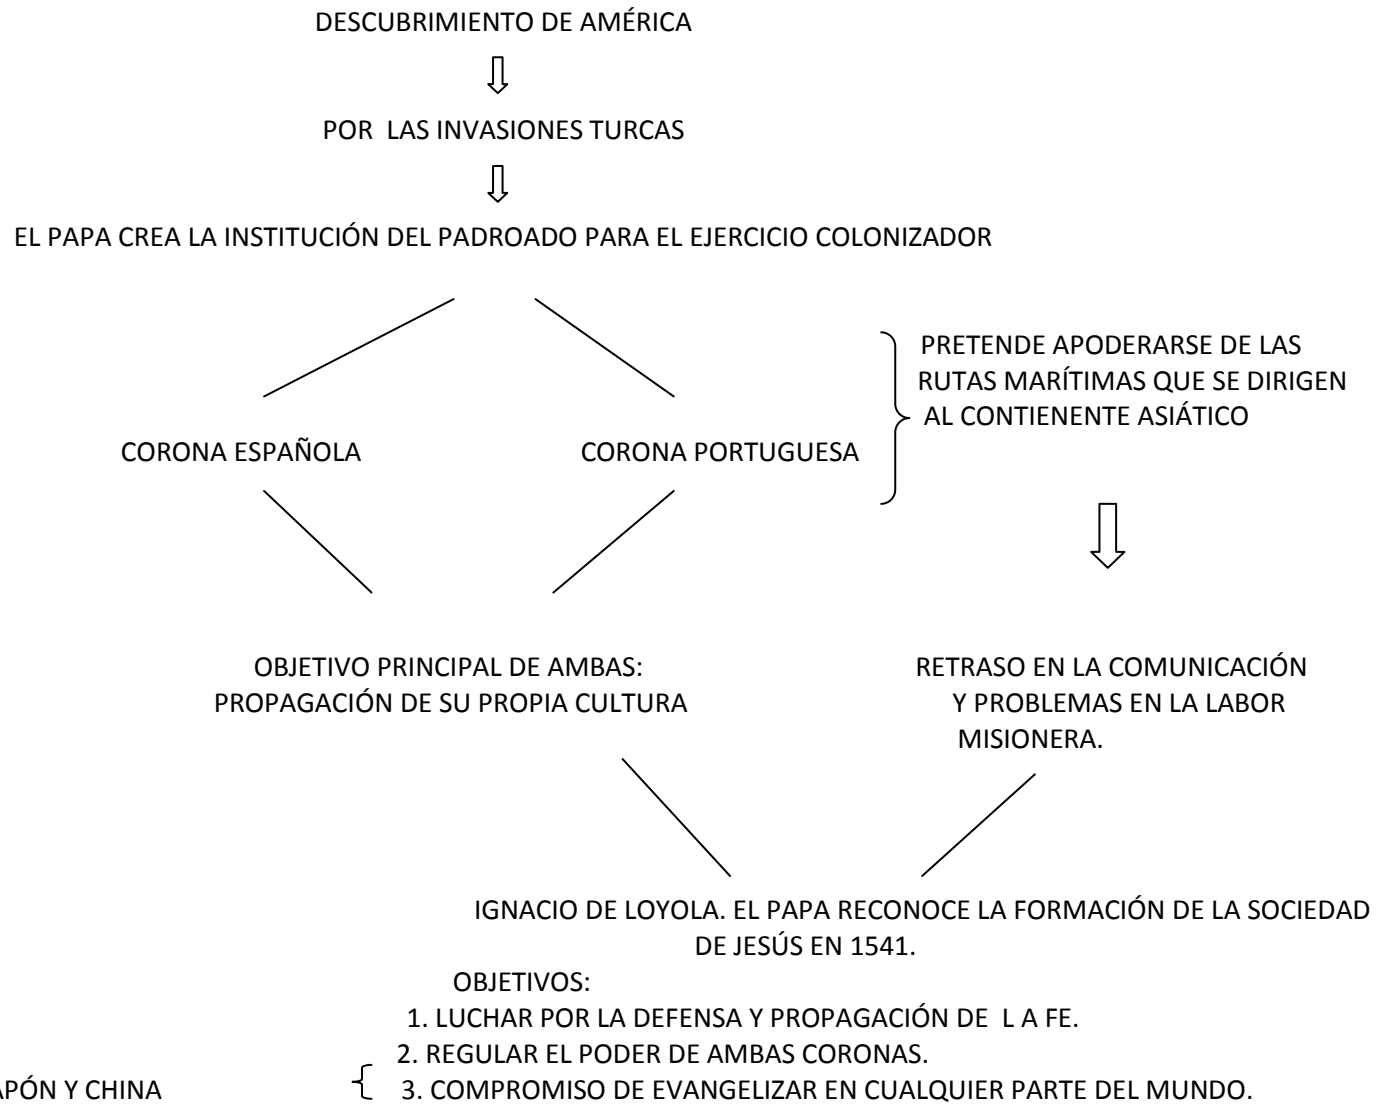 DESCUBRIMIENTO DE AMÉRICA
POR LAS INVASIONES TURCAS
EL PAPA CREA LA INSTITUCIÓN DEL PADROADO PARA EL EJERCICIO COLONIZADOR
PRETENDE APODERARSE DE LAS
RUTAS MARÍTIMAS QUE SE DIRIGEN
AL CONTIENENTE ASIÁTICO
CORONA ESPAÑOLA
CORONA PORTUGUESA
OBJETIVO PRINCIPAL DE AMBAS:
PROPAGACIÓN DE SU PROPIA CULTURA
RETRASO EN LA COMUNICACIÓN
Y PROBLEMAS EN LA LABOR
MISIONERA.
IGNACIO DE LOYOLA. EL PAPA RECONOCE LA FORMACIÓN DE LA SOCIEDAD
DE JESÚS EN 1541.
OBJETIVOS:
1. LUCHAR POR LA DEFENSA Y PROPAGACIÓN DE L A FE.
2. REGULAR EL PODER DE AMBAS CORONAS.
APÓN Y CHINA
3. COMPROMISO DE EVANGELIZAR EN CUALQUIER PARTE DEL MUNDO.